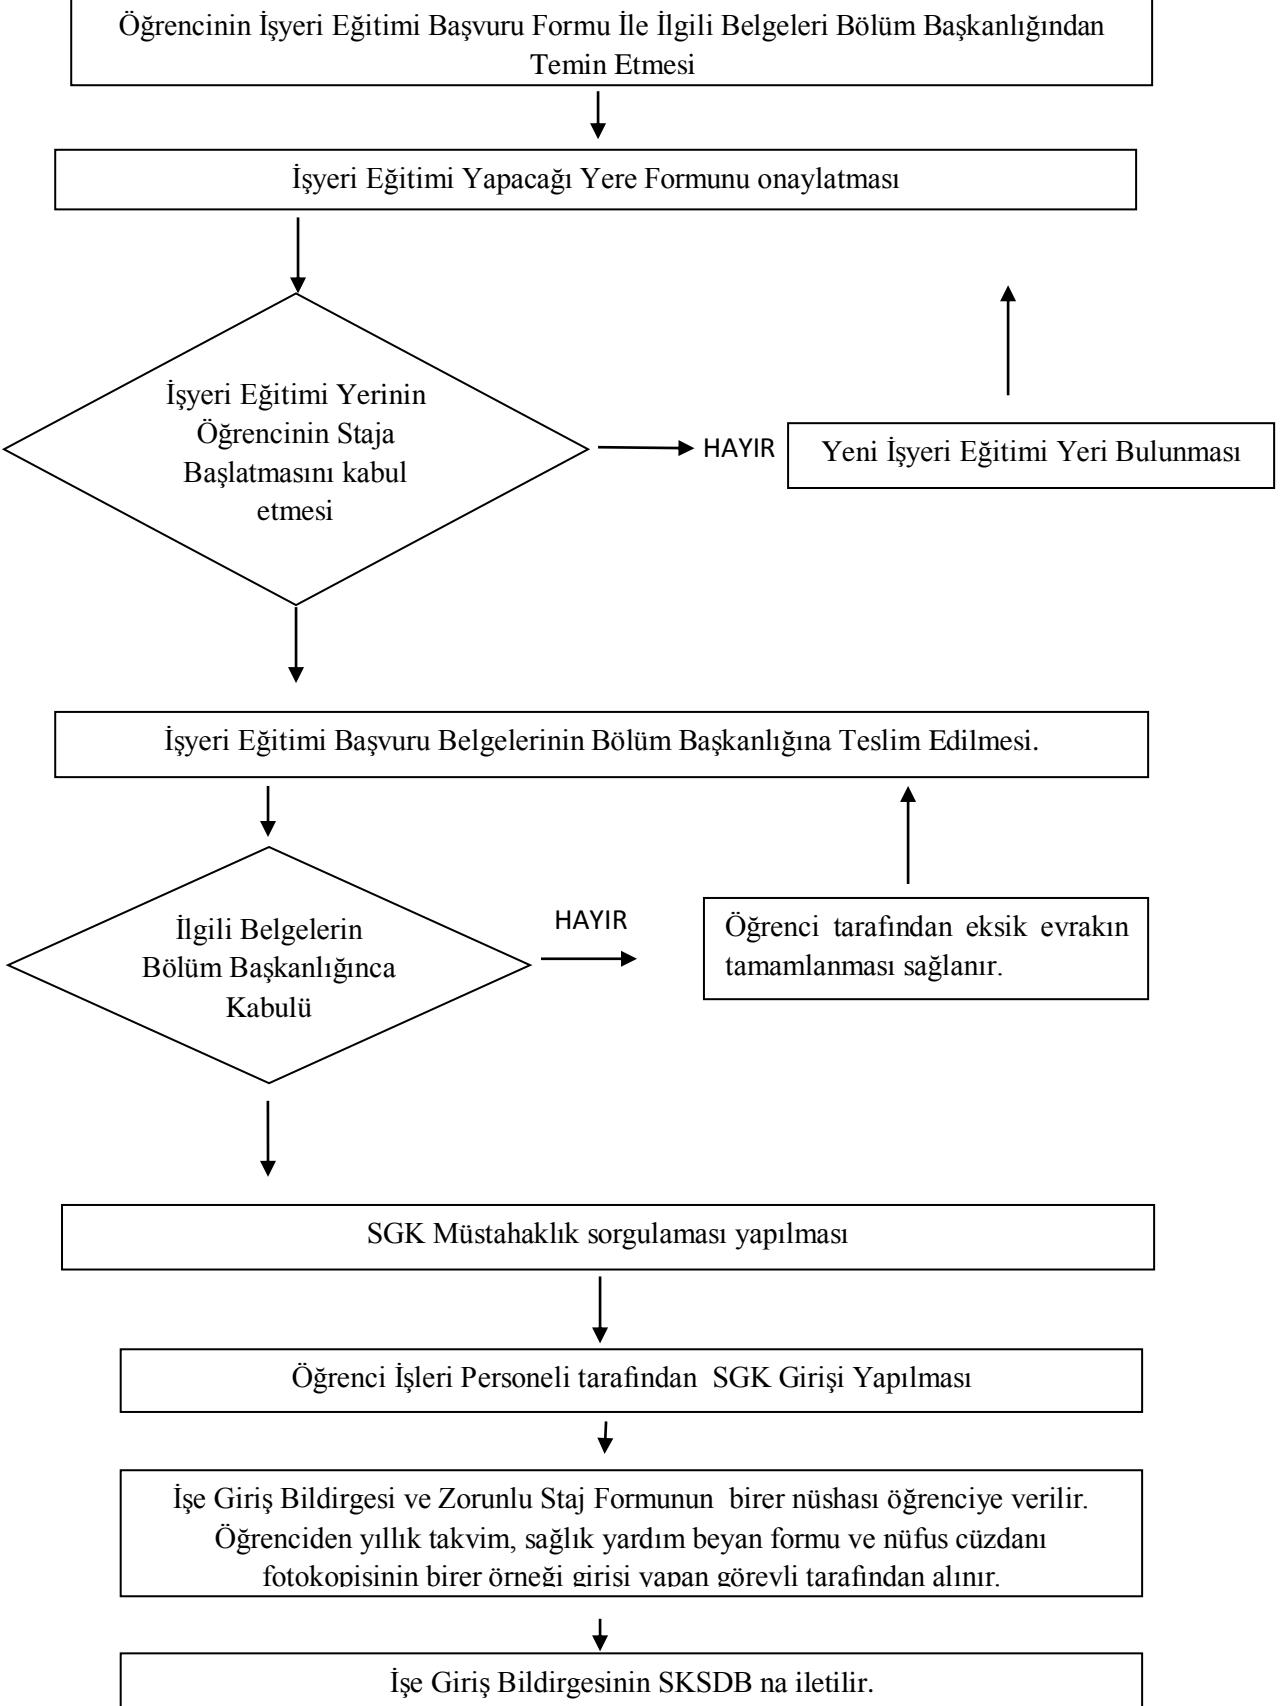 Öğrencinin İşyeri Eğitimi Başvuru Formu İle İlgili Belgeleri Bölüm Başkanlığından
Temin Etmesi
İşyeri Eğitimi Yapacağı Yere Formunu onaylatması
İşyeri Eğitimi Yerinin
Öğrencinin Staja
Başlatmasını kabul
etmesi
HAYIR
Yeni İşyeri Eğitimi Yeri Bulunması
İşyeri Eğitimi Başvuru Belgelerinin Bölüm Başkanlığına Teslim Edilmesi.
İlgili Belgelerin
Bölüm Başkanlığınca
Kabulü
HAYIR
Öğrenci tarafından eksik evrakın
tamamlanması sağlanır.
SGK Müstahaklık sorgulaması yapılması
Öğrenci İşleri Personeli tarafından SGK Girişi Yapılması
İşe Giriş Bildirgesi ve Zorunlu Staj Formunun birer nüshası öğrenciye verilir.
Öğrenciden yıllık takvim, sağlık yardım beyan formu ve nüfus cüzdanı
fotokopisinin birer örneği girişi yapan görevli tarafından alınır.
İşe Giriş Bildirgesinin SKSDB na iletilir.